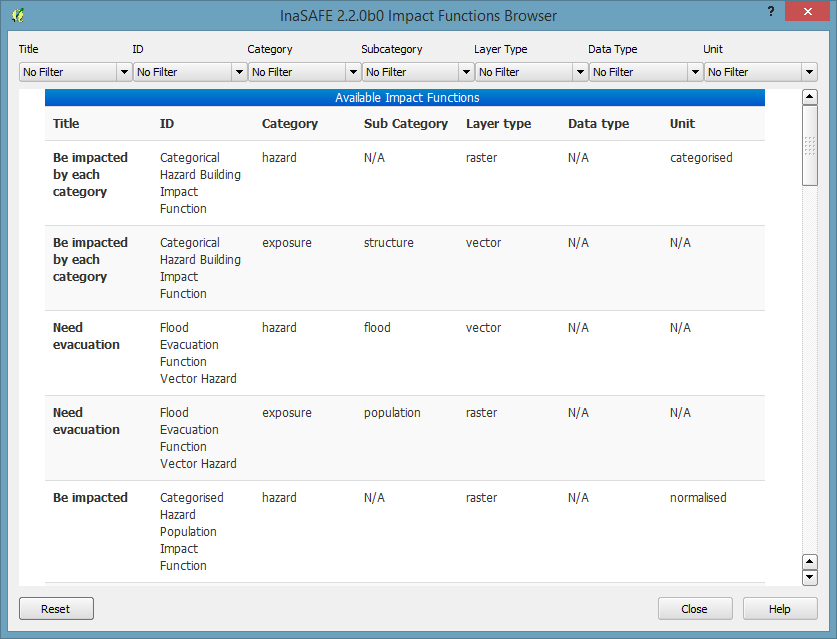 InaSAFE 2.2.0b0 Impact Functions Browser
?
Title ID Category Subcategory Layer Type Data Type Unit
No Filter No Filter No Filter No Filter No Filter No Filter No Filter
Available Impact Functions
Title ID Category Sub Category Layer type Data type Unit
Be impacted Categorical hazard N/A raster N/A categorised
by each Hazard Building
category Impact
Function
Be impacted Categorical exposure structure vector N/A N/A
by each Hazard Building
category Impact
Function
Need Flood hazard flood vector N/A N/A
evacuation Evacuation
Function
Vector Hazard
Need Flood exposure population raster N/A N/A
evacuation Evacuation
Function
Vector Hazard
Be impacted Categorised hazard N/A raster N/A normalised
Hazard
Population
Impact
Function
Reset Close Help